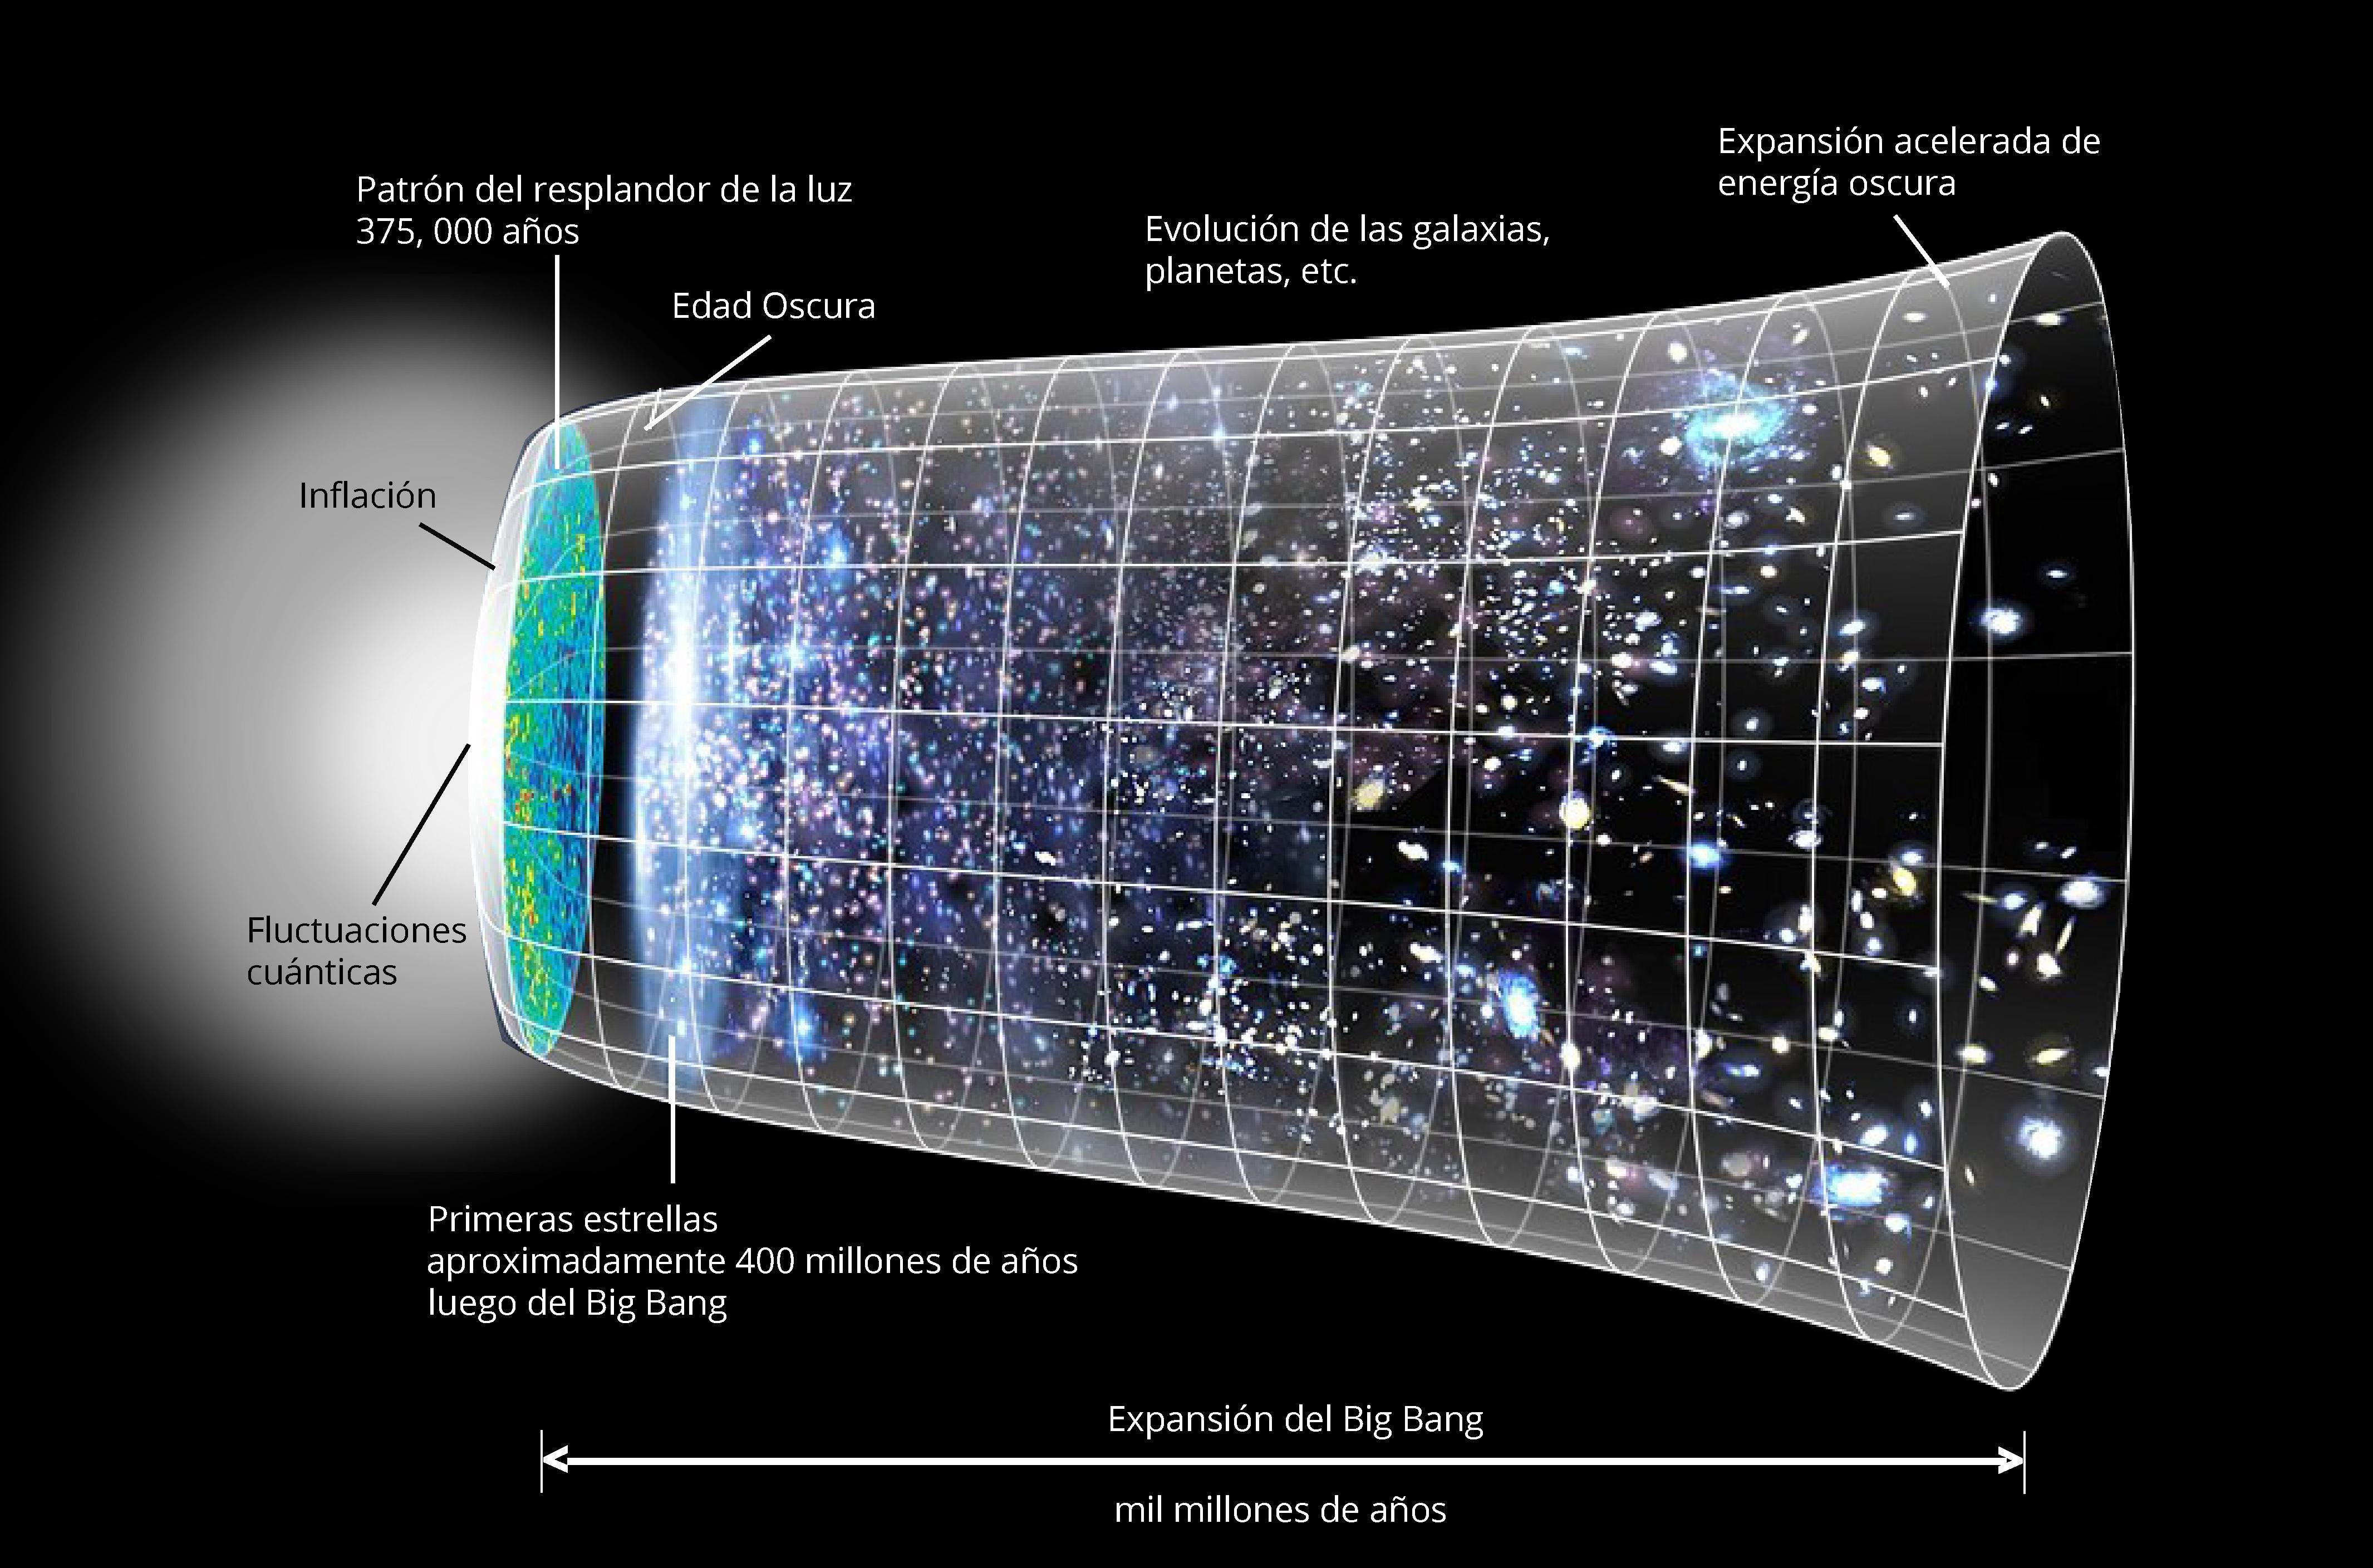 Expansión acelerada de
energía oscura
Patrón del resplandor de la luz
375, 000 años
Evolución de las galaxias,
planetas, etc.
Edad Oscura
Inflación
Fluctuaciones
cuánticas
Primeras estrellas
aproximadamente 400 millones de años
luego del Big Bang
Expansión del Big Bang
mil millones de años